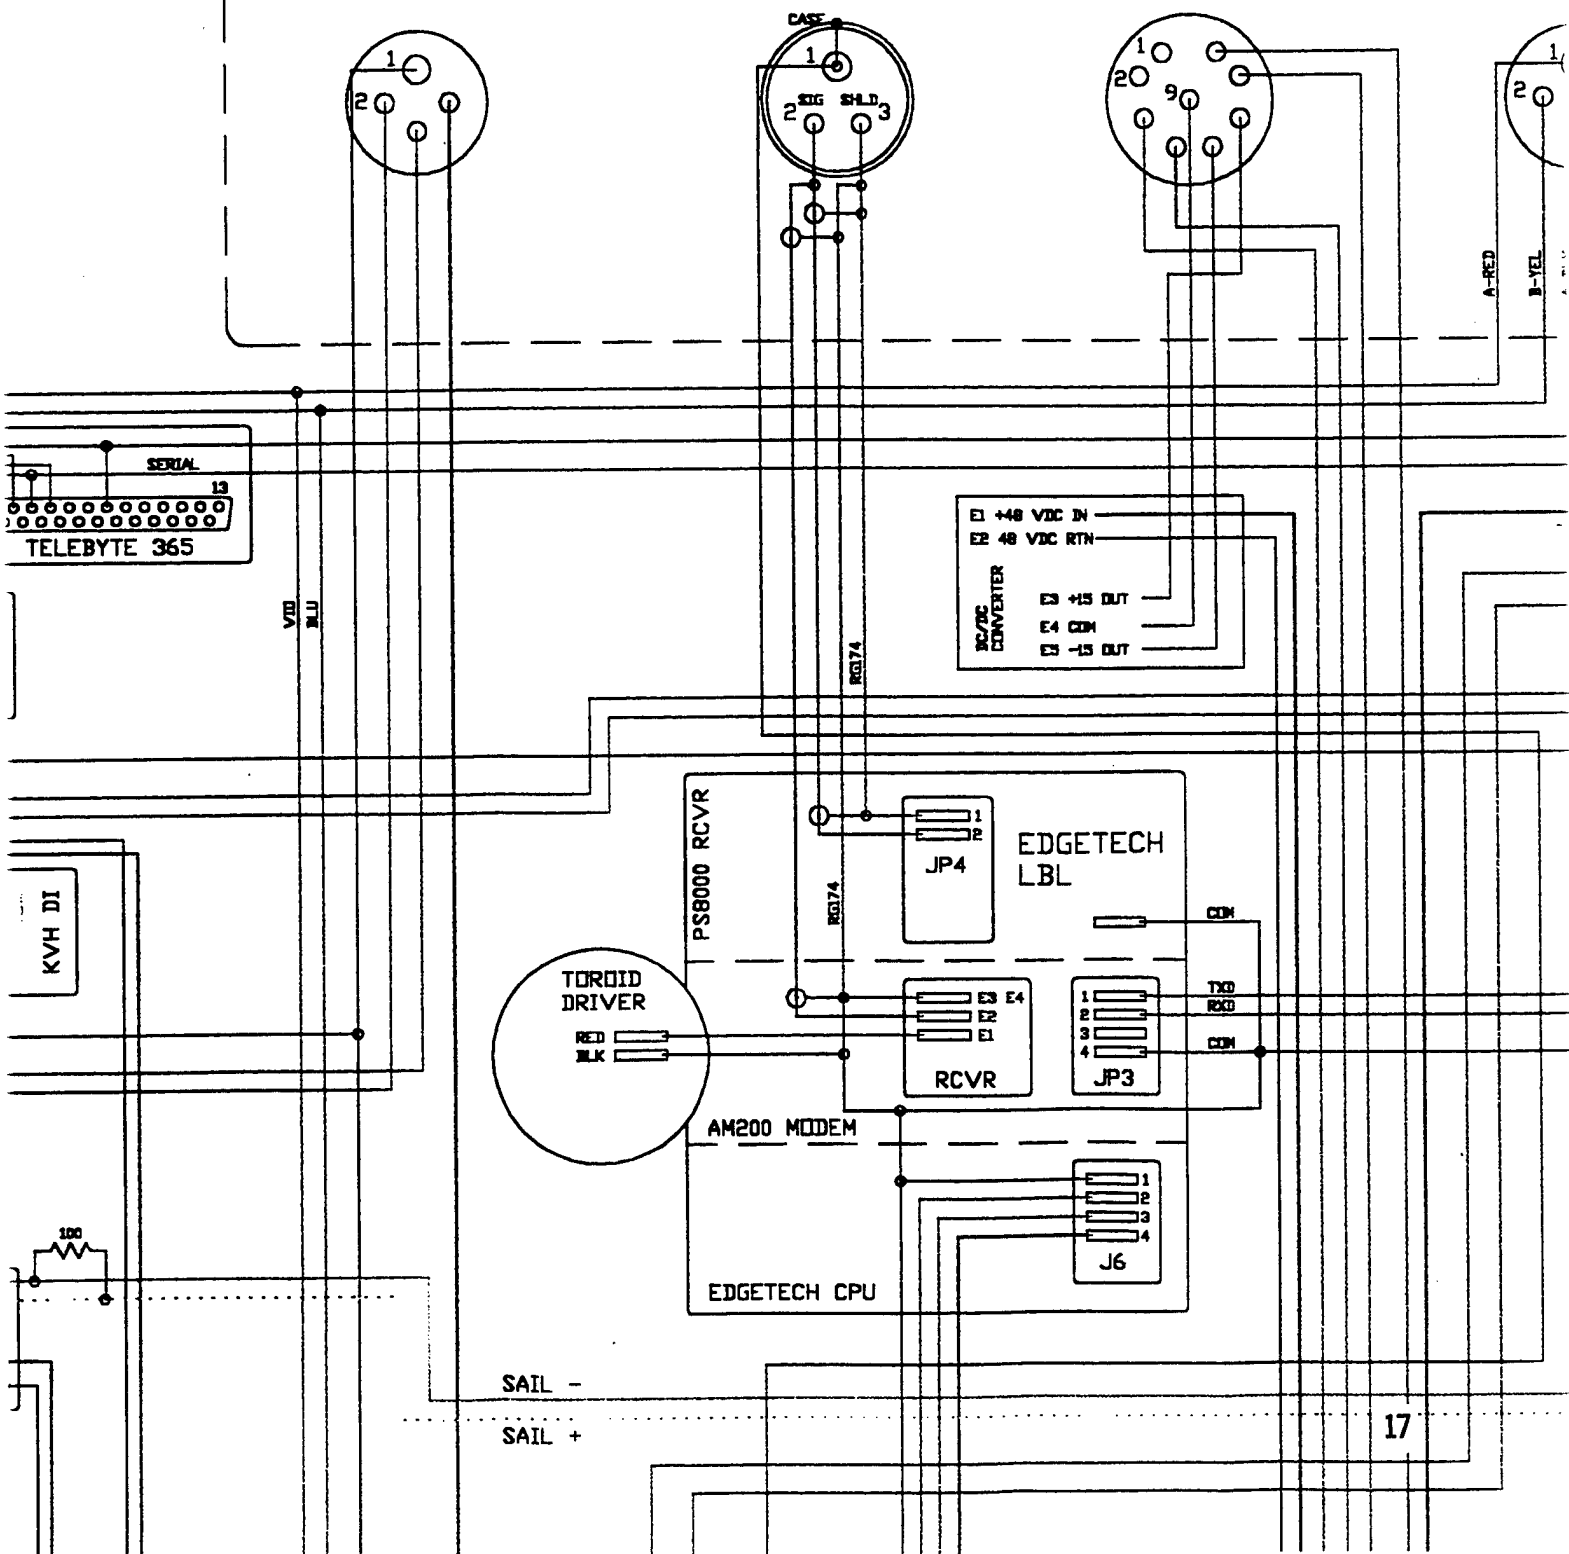 CASE
1
2
1
SIG SHLD
2 3
1
2
9
1
2
A-RED
B-YEL
SERIAL
13
TELEBYTE 365
VIO
BLU
E1 +48 VDC IN
E2 48 VDC RTN
DC/DC
CONVERTER
E3 +15 OUT
E4 COM
E5 -15 OUT
RG174
PS8000 RCVR
1
2
JP4
EDGETECH
LBL
RG174
COM
KVH DI
TOROID
DRIVER
RED
BLK
E3 E4
E2
E1
RCVR
1
2
3
4
JP3
TXD
RXD
COM
AM200 MODEM
1
2
3
4
J6
EDGETECH CPU
100
SAIL -
SAIL +
17